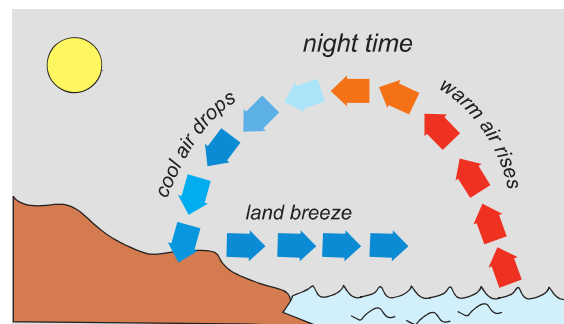 night time
cool air drops
warm air rises
land breeze